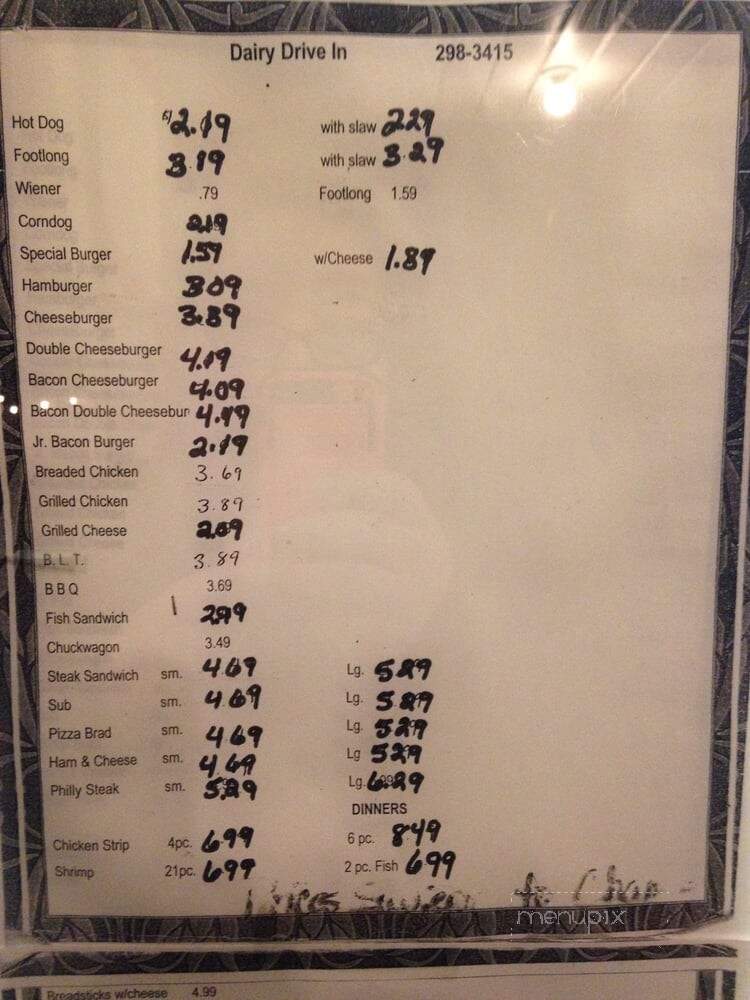 Dairy Drive In 298-3415
Hot Dog $2.19 with slaw 2.29
Footlong 3.19 with slaw 3.29
Wiener .79 Footlong 1.59
Corndog 2.19
Special Burger 1.59 w/Cheese 1.89
Hamburger 3.09
Cheeseburger 3.39
Double Cheeseburger 4.19
Bacon Cheeseburger 4.09
Bacon Double Cheesebur
Jr. Bacon Burger 2.19
Breaded Chicken 3.69
Grilled Chicken 3.89
Grilled Cheese 2.09
B.L.T. 3.89
BBQ 3.69
Fish Sandwich
Chuckwagon 3.49
Steak Sandwich sm. 4.69 Lg. 5.29
Sub sm. 4.69 Lg. 5.29
Pizza Brad sm. 4.69 Lg. 5.29
Ham & Cheese sm. 4.69 Lg 5.29
Philly Steak sm. 5.29 Lg. 6.29
DINNERS
Chicken Strip 4pc. 6.99 6 pc. 8.49
Shrimp 21pc. 6.99 2 pc. Fish 6.99
menupix
Breadsticks w/cheese 4.99